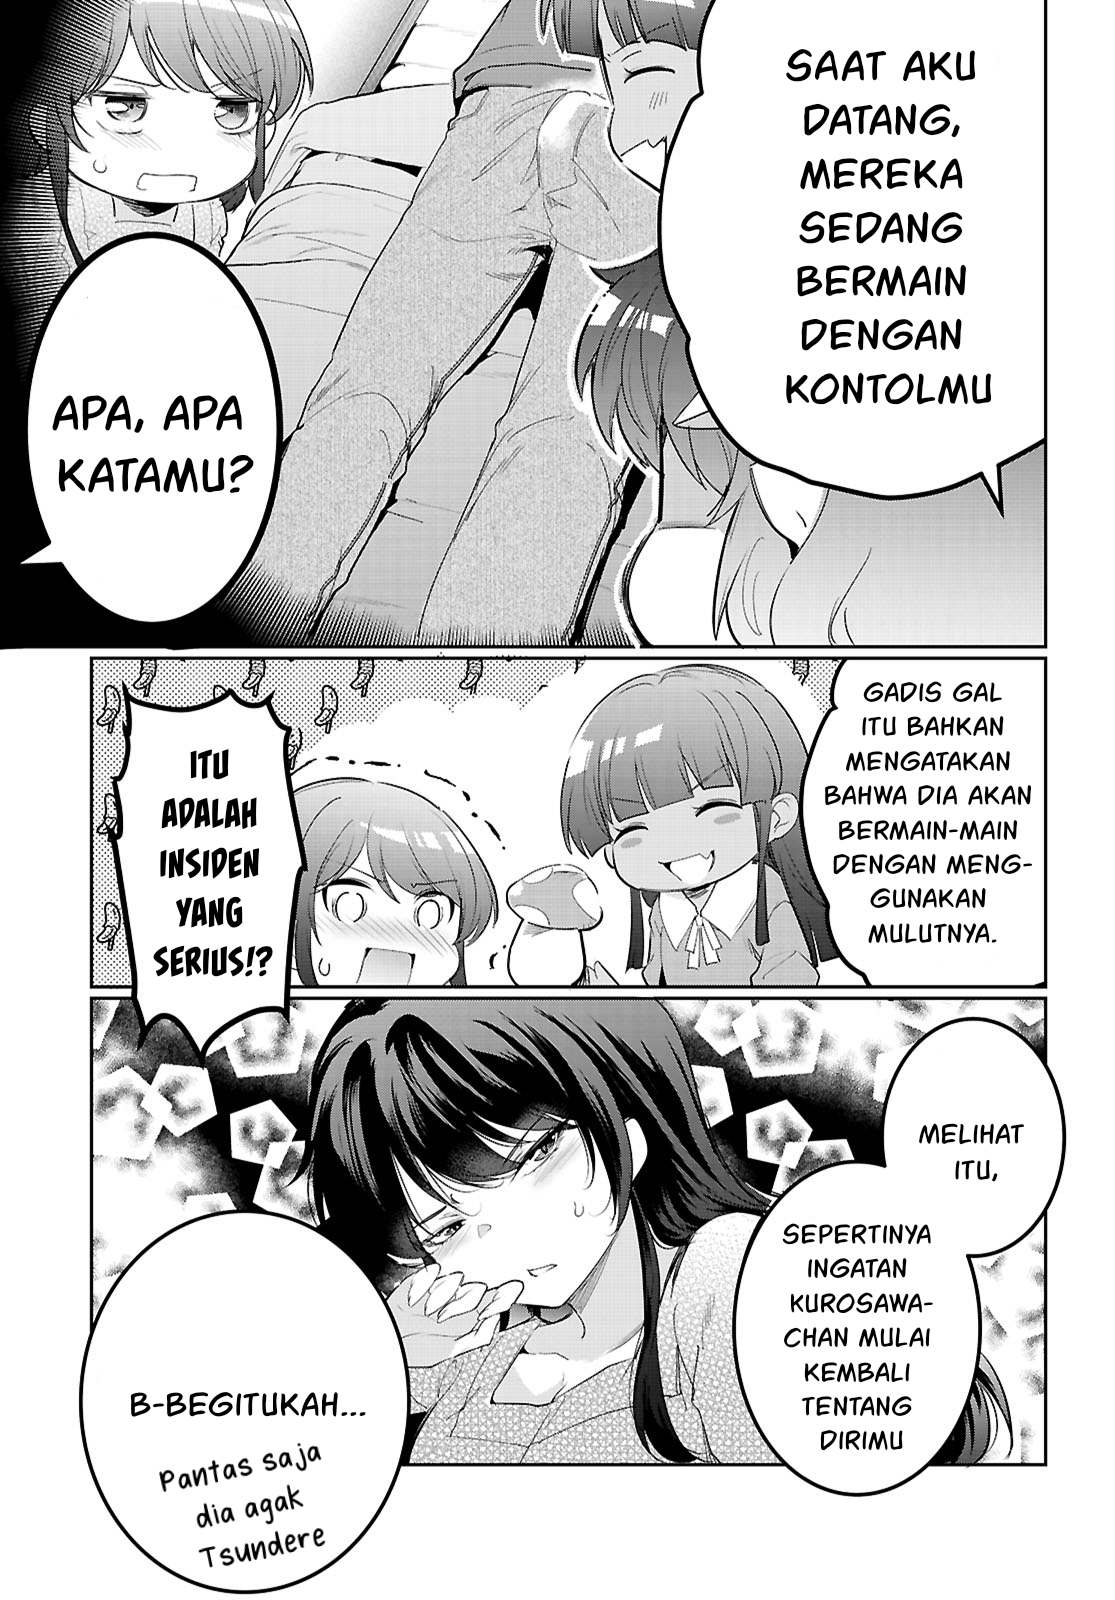 SAAT AKU
DATANG,
MEREKA
SEDANG
BERMAIN
DENGAN
KONTOLMU
APA, APA
KATAMU?
GADIS GAL
ITU BAHKAN
MENGATAKAN
BAHWA DIA AKAN
BERMAIN-MAIN
DENGAN MENG-
GUNAKAN
MULUTNYA.
ITU
ADALAH
INSIDEN
YANG
SERIUS!?
MELIHAT
ITU,
SEPERTINYA
INGATAN
KUROSAWA-
CHAN MULAI
KEMBALI
TENTANG
DIRIMU
B-BEGITUKAH...
Pantas saja
dia agak
Tsundere